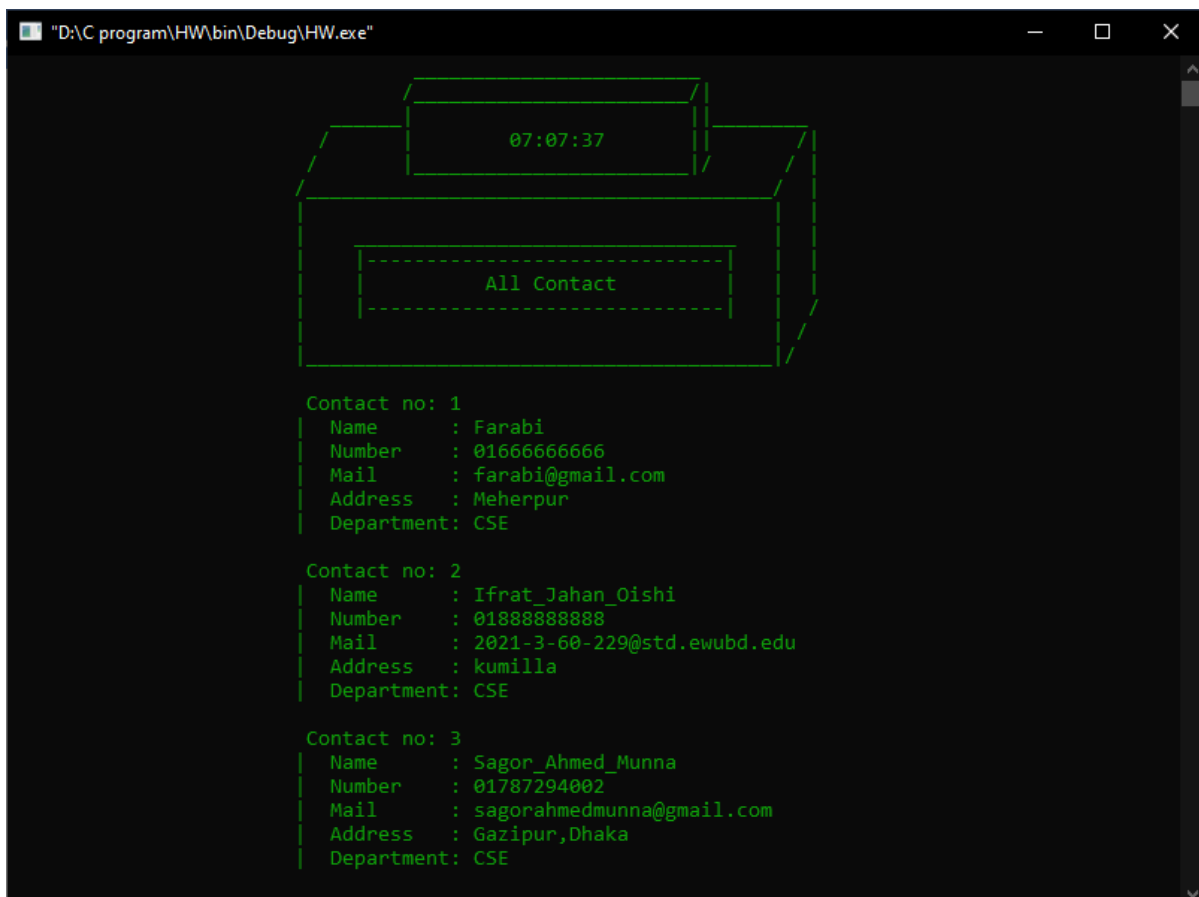 "D:\C program\HW\bin\Debug\HW.exe"
07:07:37
All Contact
Contact no: 1
Name : Farabi
Number : 01666666666
Mail : farabi@gmail.com
Address : Meherpur
Department: CSE
Contact no: 2
Name : Ifrat_Jahan_Oishi
Number : 01888888888
Mail : 2021-3-60-229@std.ewubd.edu
Address : kumilla
Department: CSE
Contact no: 3
Name : Sagor_Ahmed_Munna
Number : 01787294002
Mail : sagorahmedmunna@gmail.com
Address : Gazipur,Dhaka
Department: CSE